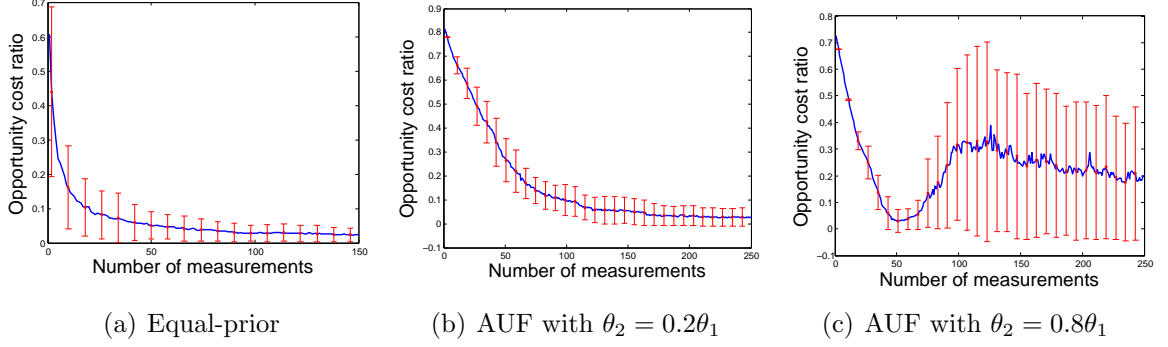 0.7
0.6
0.5
0.4
0.3
0.2
0.1
0
0 50 100 150
Opportunity cost ratio
Number of measurements
(a) Equal-prior
0.9
0.8
0.7
0.6
0.5
0.4
0.3
0.2
0.1
0
−0.1
0 50 100 150 200 250
Opportunity cost ratio
Number of measurements
(b) AUF with θ₂ = 0.2θ₁
0.8
0.7
0.6
0.5
0.4
0.3
0.2
0.1
0
−0.1
0 50 100 150 200 250
Opportunity cost ratio
Number of measurements
(c) AUF with θ₂ = 0.8θ₁